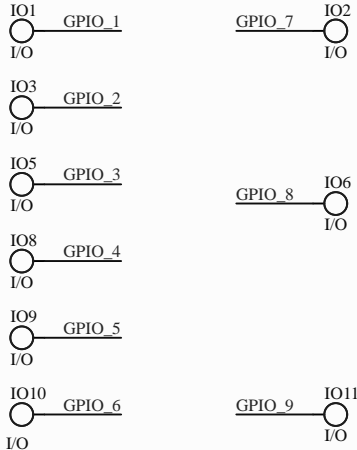 IO1
GPIO_1
I/O
IO3
GPIO_2
I/O
IO5
GPIO_3
I/O
IO8
GPIO_4
I/O
IO9
GPIO_5
I/O
IO10
GPIO_6
I/O
IO2
GPIO_7
I/O
IO6
GPIO_8
I/O
IO11
GPIO_9
I/O